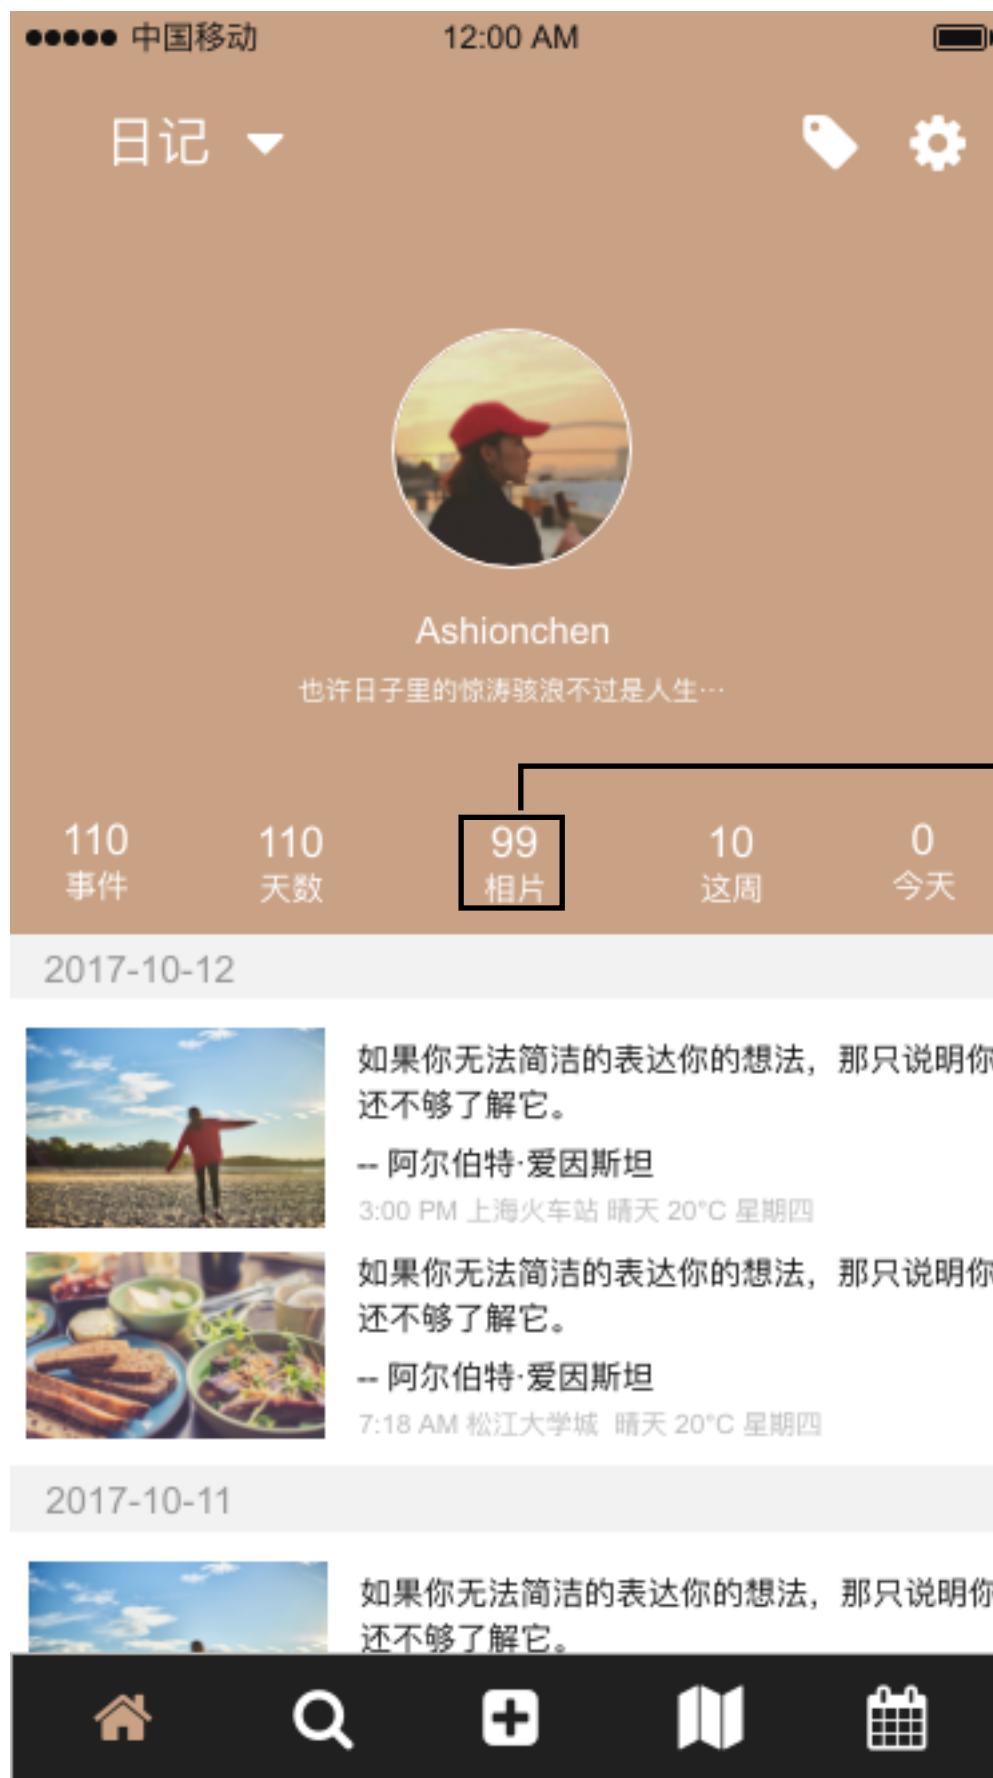 中国移动 12:00 AM
日记
Ashionchen
也许日子里的惊涛骇浪不过是人生…
110 110 99 10 0
事件 天数 相片 这周 今天
2017-10-12
如果你无法简洁的表达你的想法，那只说明你
还不够了解它。
-- 阿尔伯特·爱因斯坦
3:00 PM 上海火车站 晴天 20°C 星期四
如果你无法简洁的表达你的想法，那只说明你
还不够了解它。
-- 阿尔伯特·爱因斯坦
7:18 AM 松江大学城 晴天 20°C 星期四
2017-10-11
如果你无法简洁的表达你的想法，那只说明你
还不够了解它。